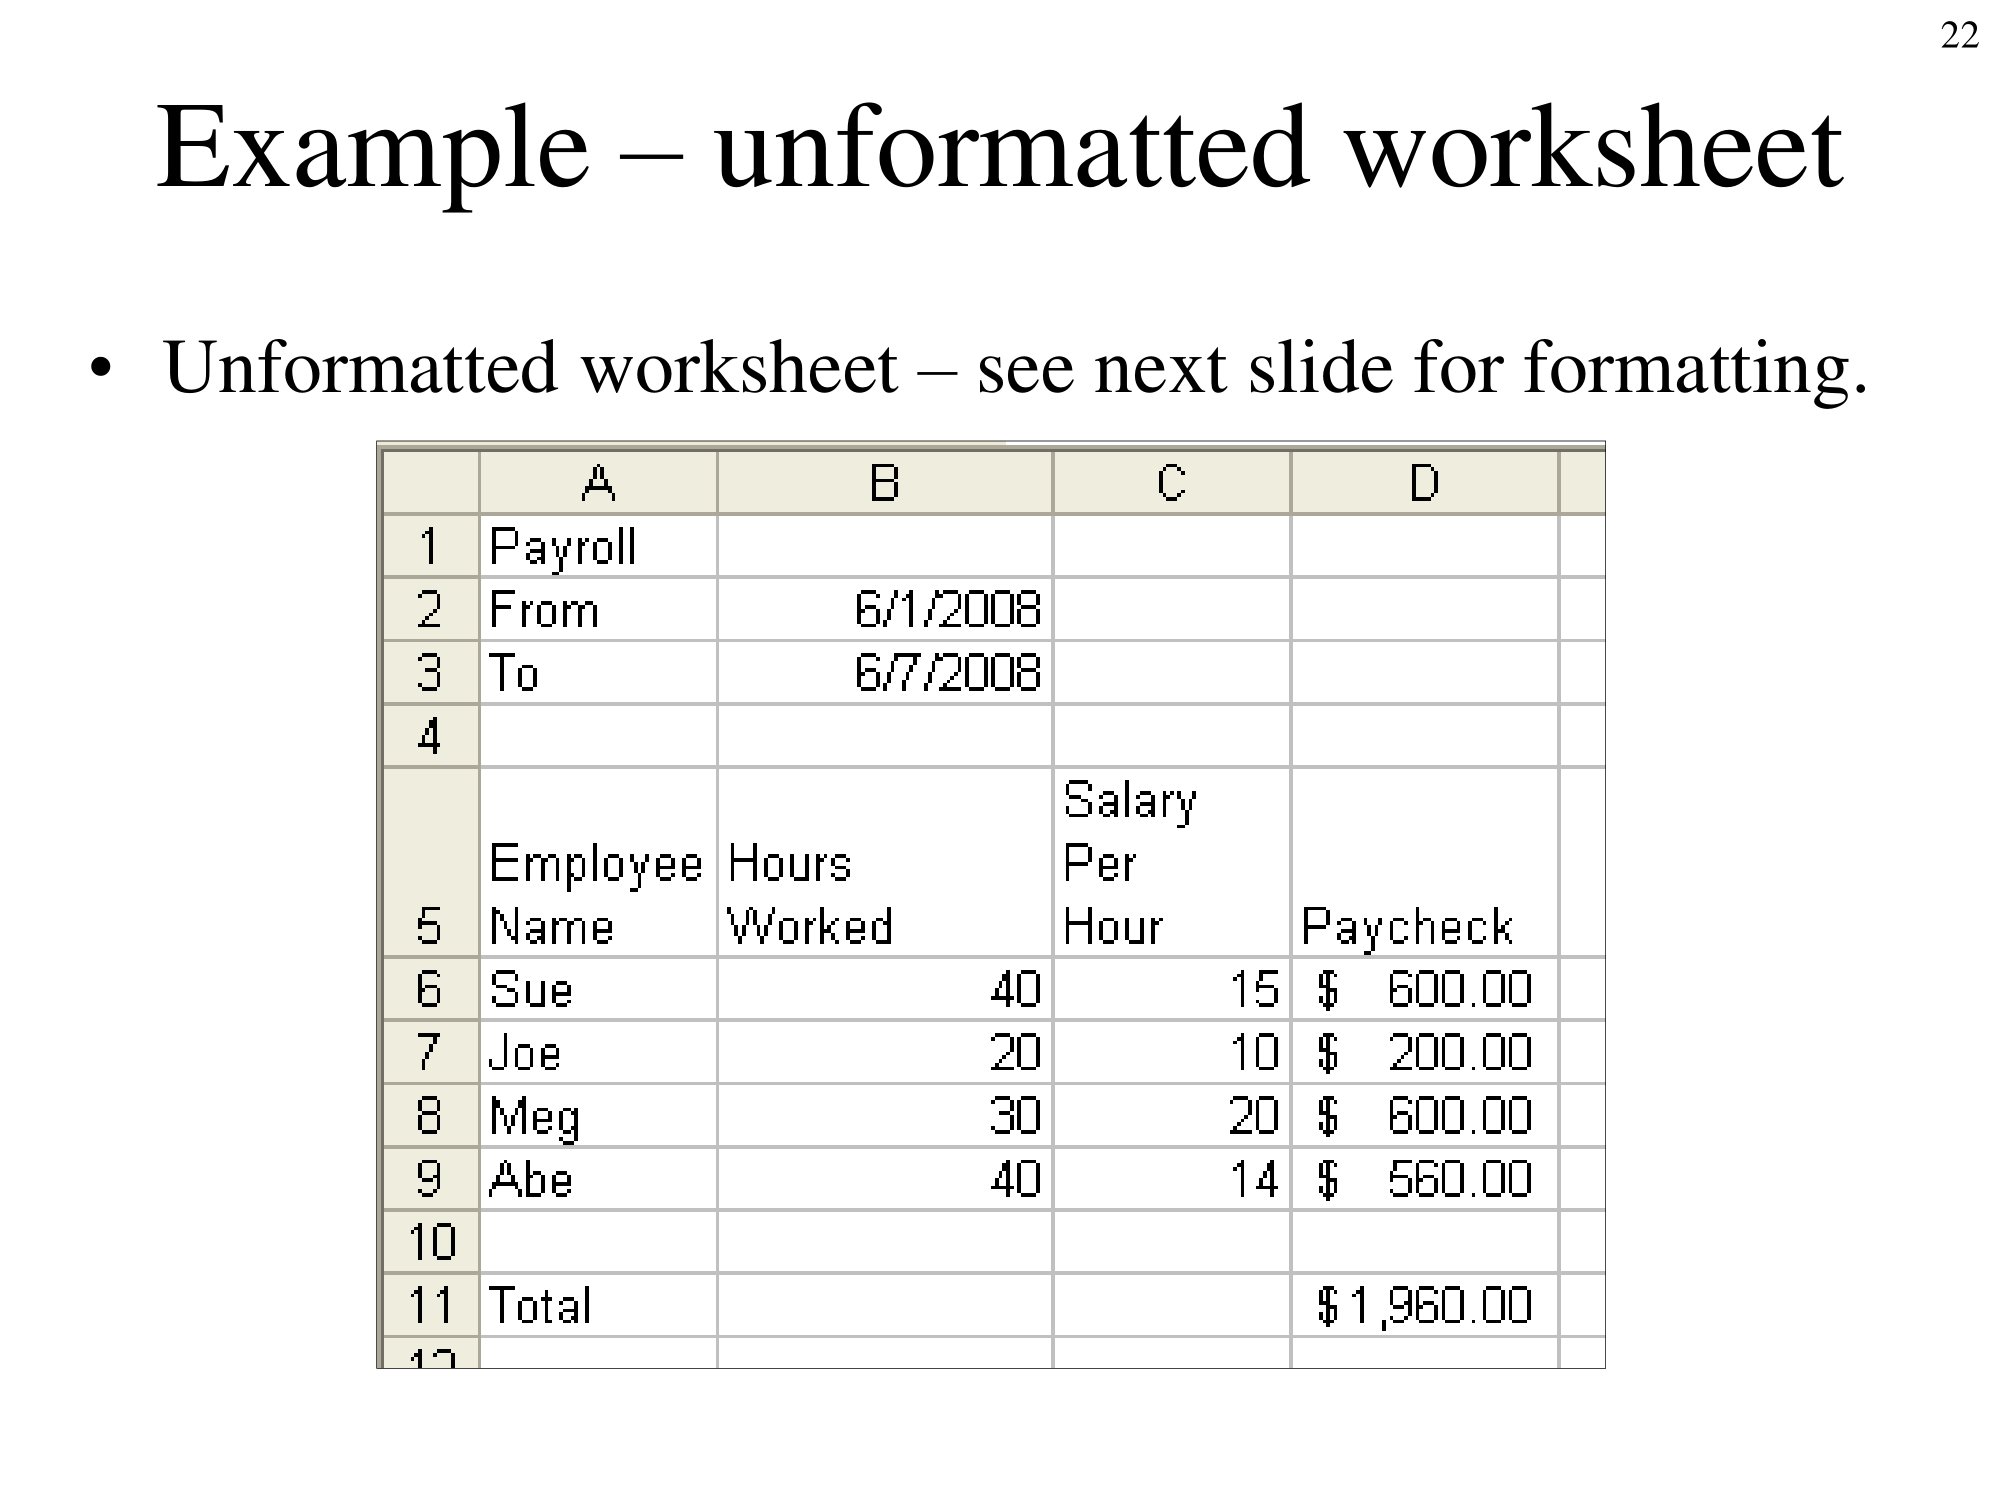 22
Example – unformatted worksheet
• Unformatted worksheet – see next slide for formatting.
A B C D
1 Payroll
2 From 6/1/2008
3 To 6/7/2008
4
Salary
Employee Hours Per
5 Name Worked Hour Paycheck
6 Sue 40 15 $ 600.00
7 Joe 20 10 $ 200.00
8 Meg 30 20 $ 600.00
9 Abe 40 14 $ 560.00
10
11 Total $1,960.00
12